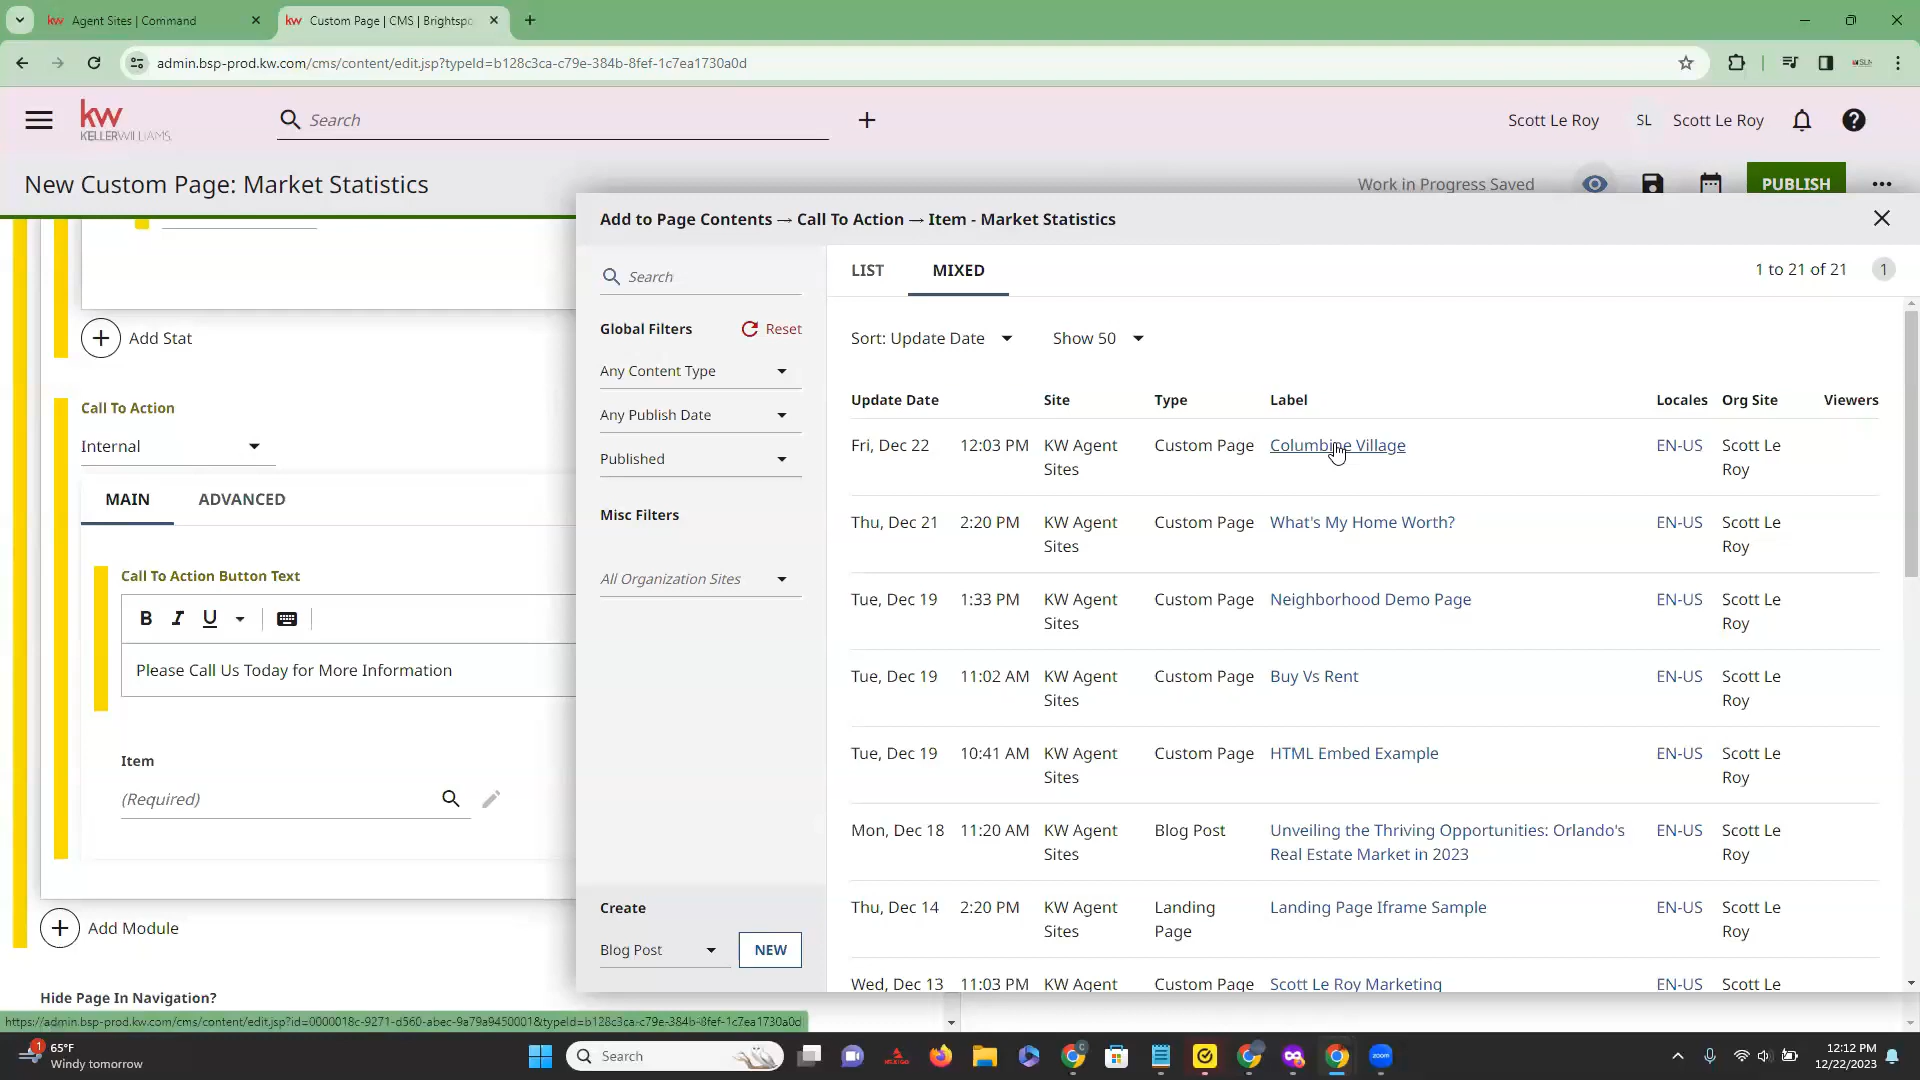 kw Agent Sites | Command
kw Custom Page | CMS | Brightspo
admin.bsp-prod.kw.com/cms/content/edit.jsp?typeId=b128c3ca-c79e-384b-8fef-1c7ea1730a0d
kw
KELLERWILLIAMS.
Search
Scott Le Roy
SL
Scott Le Roy
New Custom Page: Market Statistics
Work in Progress Saved
PUBLISH
Add Stat
Call To Action
Internal
MAIN
ADVANCED
Call To Action Button Text
B I U
Please Call Us Today for More Information
Item
(Required)
Add Module
Hide Page In Navigation?
Add to Page Contents → Call To Action → Item - Market Statistics
Search
Global Filters
Reset
Any Content Type
Any Publish Date
Published
Misc Filters
All Organization Sites
Create
Blog Post
NEW
LIST
MIXED
1 to 21 of 21
1
Sort: Update Date
Show 50
Update Date Site Type Label Locales Org Site Viewers
Fri, Dec 22 12:03 PM KW Agent Custom Page Columbine Village EN-US Scott Le
Sites Roy
Thu, Dec 21 2:20 PM KW Agent Custom Page What's My Home Worth? EN-US Scott Le
Sites Roy
Tue, Dec 19 1:33 PM KW Agent Custom Page Neighborhood Demo Page EN-US Scott Le
Sites Roy
Tue, Dec 19 11:02 AM KW Agent Custom Page Buy Vs Rent EN-US Scott Le
Sites Roy
Tue, Dec 19 10:41 AM KW Agent Custom Page HTML Embed Example EN-US Scott Le
Sites Roy
Mon, Dec 18 11:20 AM KW Agent Blog Post Unveiling the Thriving Opportunities: Orlando's EN-US Scott Le
Sites Real Estate Market in 2023 Roy
Thu, Dec 14 2:20 PM KW Agent Landing Landing Page Iframe Sample EN-US Scott Le
Sites Page Roy
Wed, Dec 13 11:03 PM KW Agent Custom Page Scott Le Roy Marketing EN-US Scott Le
https://admin.bsp-prod.kw.com/cms/content/edit.jsp?id=0000018c-9271-d560-abec-9a79a9450001&typeId=b128c3ca-c79e-384b-8fef-1c7ea1730a0d
1
65°F
Windy tomorrow
Search
zoom
12:12 PM
12/22/2023